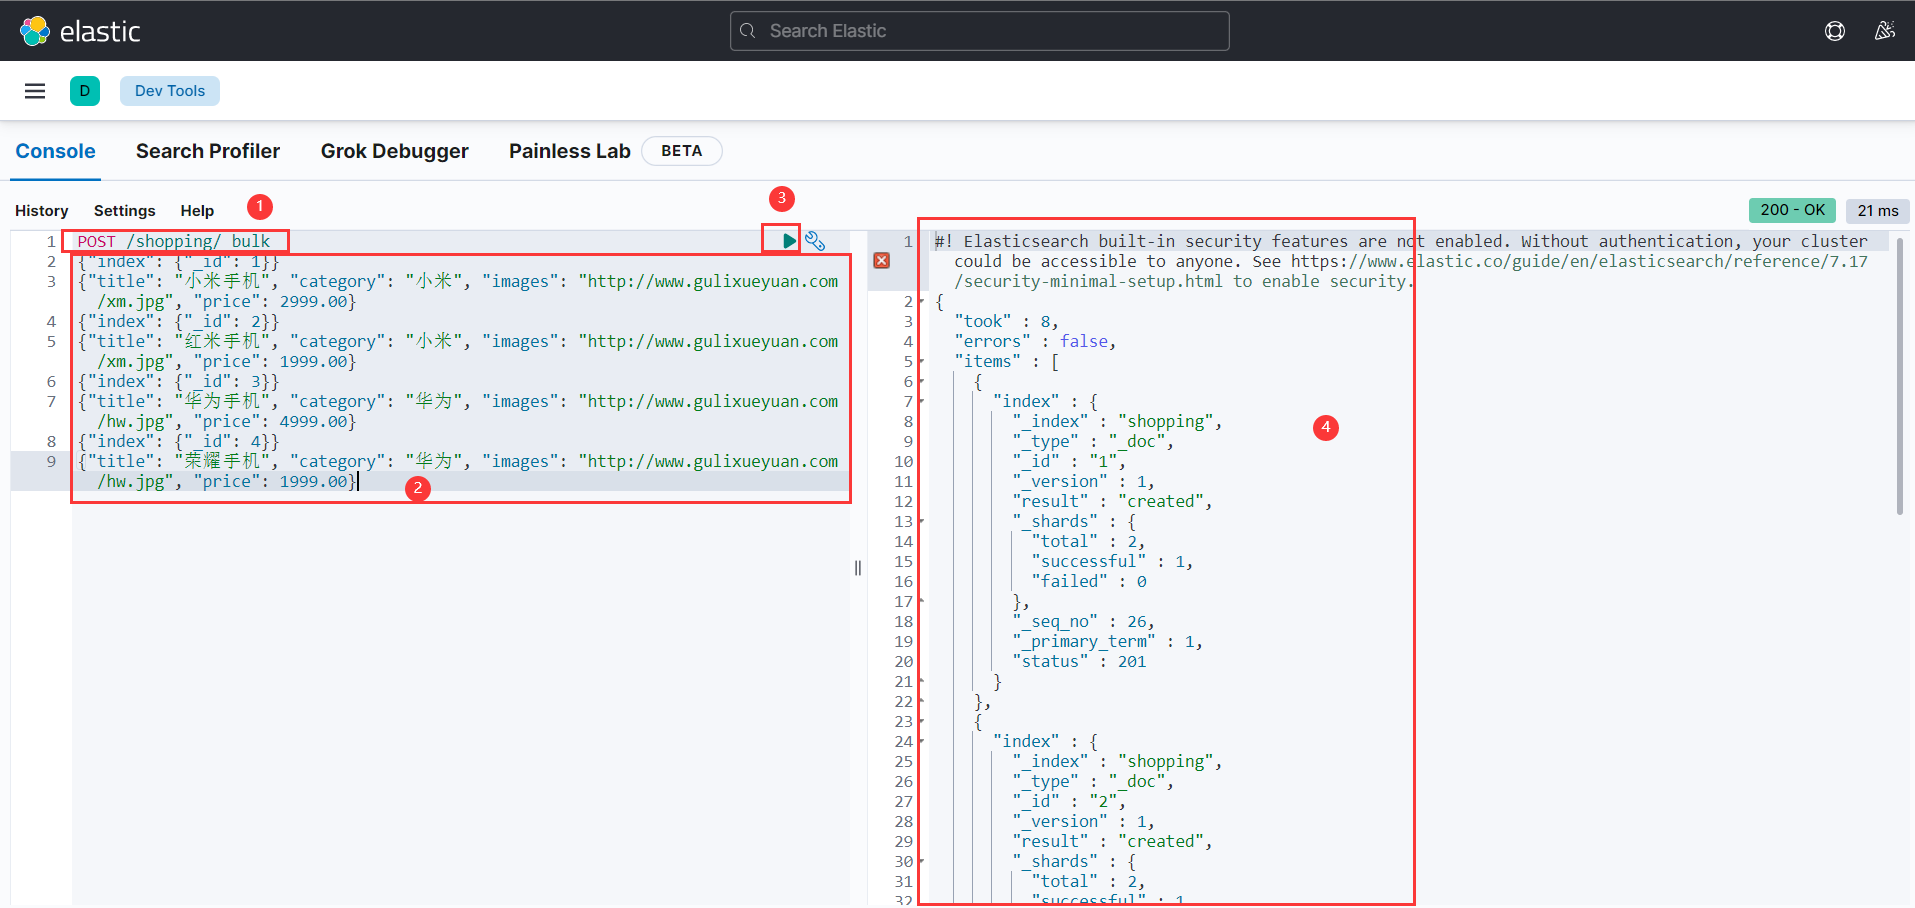 elastic
Search Elastic
D
Dev Tools
Console
Search Profiler
Grok Debugger
Painless Lab
BETA
History
Settings
Help
1
3
200 - OK
21 ms
1 POST /shopping/_bulk
2 {"index": {"_id": 1}}
3 {"title": "小米手机", "category": "小米", "images": "http://www.gulixueyuan.com
/xm.jpg", "price": 2999.00}
4 {"index": {"_id": 2}}
5 {"title": "红米手机", "category": "小米", "images": "http://www.gulixueyuan.com
/xm.jpg", "price": 1999.00}
6 {"index": {"_id": 3}}
7 {"title": "华为手机", "category": "华为", "images": "http://www.gulixueyuan.com
/hw.jpg", "price": 4999.00}
8 {"index": {"_id": 4}}
9 {"title": "荣耀手机", "category": "华为", "images": "http://www.gulixueyuan.com
/hw.jpg", "price": 1999.00}
2
1 #! Elasticsearch built-in security features are not enabled. Without authentication, your cluster
could be accessible to anyone. See https://www.elastic.co/guide/en/elasticsearch/reference/7.17
/security-minimal-setup.html to enable security.
2 {
3 "took" : 8,
4 "errors" : false,
5 "items" : [
6 {
7 "index" : {
8 "_index" : "shopping",
9 "_type" : "_doc",
10 "_id" : "1",
11 "_version" : 1,
12 "result" : "created",
13 "_shards" : {
14 "total" : 2,
15 "successful" : 1,
16 "failed" : 0
17 },
18 "_seq_no" : 26,
19 "_primary_term" : 1,
20 "status" : 201
21 }
22 },
23 {
24 "index" : {
25 "_index" : "shopping",
26 "_type" : "_doc",
27 "_id" : "2",
28 "_version" : 1,
29 "result" : "created",
30 "_shards" : {
31 "total" : 2,
32 "successful" : 1
4